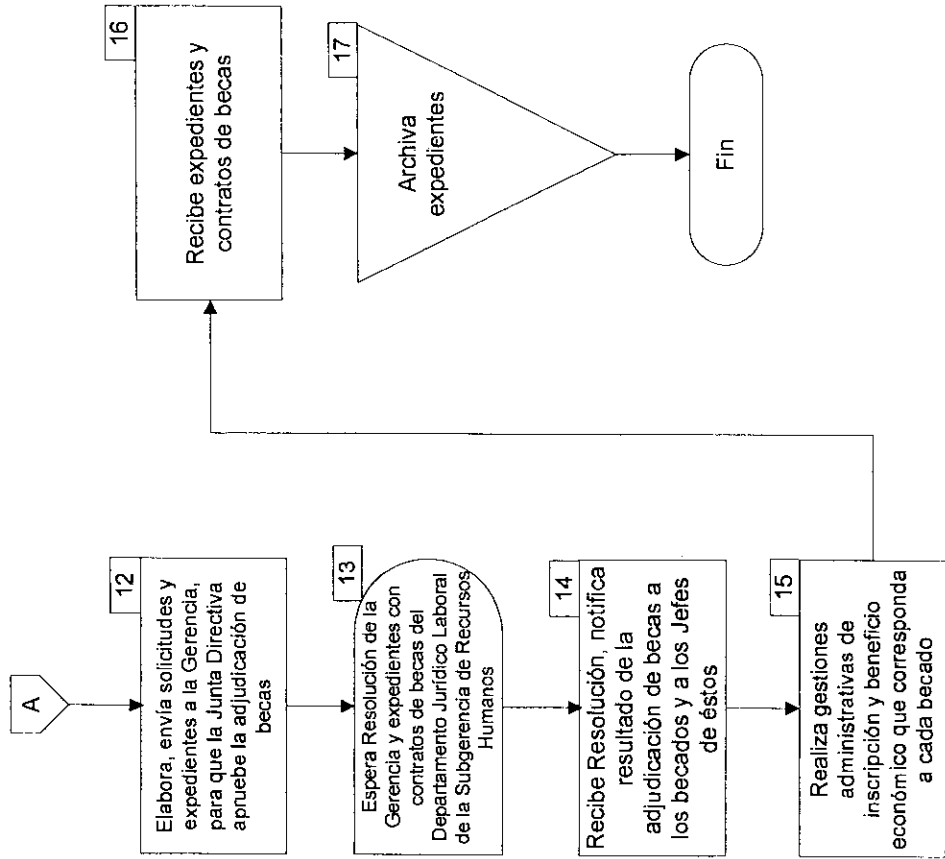 A
12
Elabora, envía solicitudes y
expedientes a la Gerencia,
para que la Junta Directiva
apruebe la adjudicación de
becas
13
Espera Resolución de la
Gerencia y expedientes con
contratos de becas del
Departamento Jurídico Laboral
de la Subgerencia de Recursos
Humanos
14
Recibe Resolución, notifica
resultado de la
adjudicación de becas a
los becados y a los Jefes
de éstos
15
Realiza gestiones
administrativas de
inscripción y beneficio
económico que corresponda
a cada becado
16
Recibe expedientes y
contratos de becas
17
Archiva
expedientes
Fin